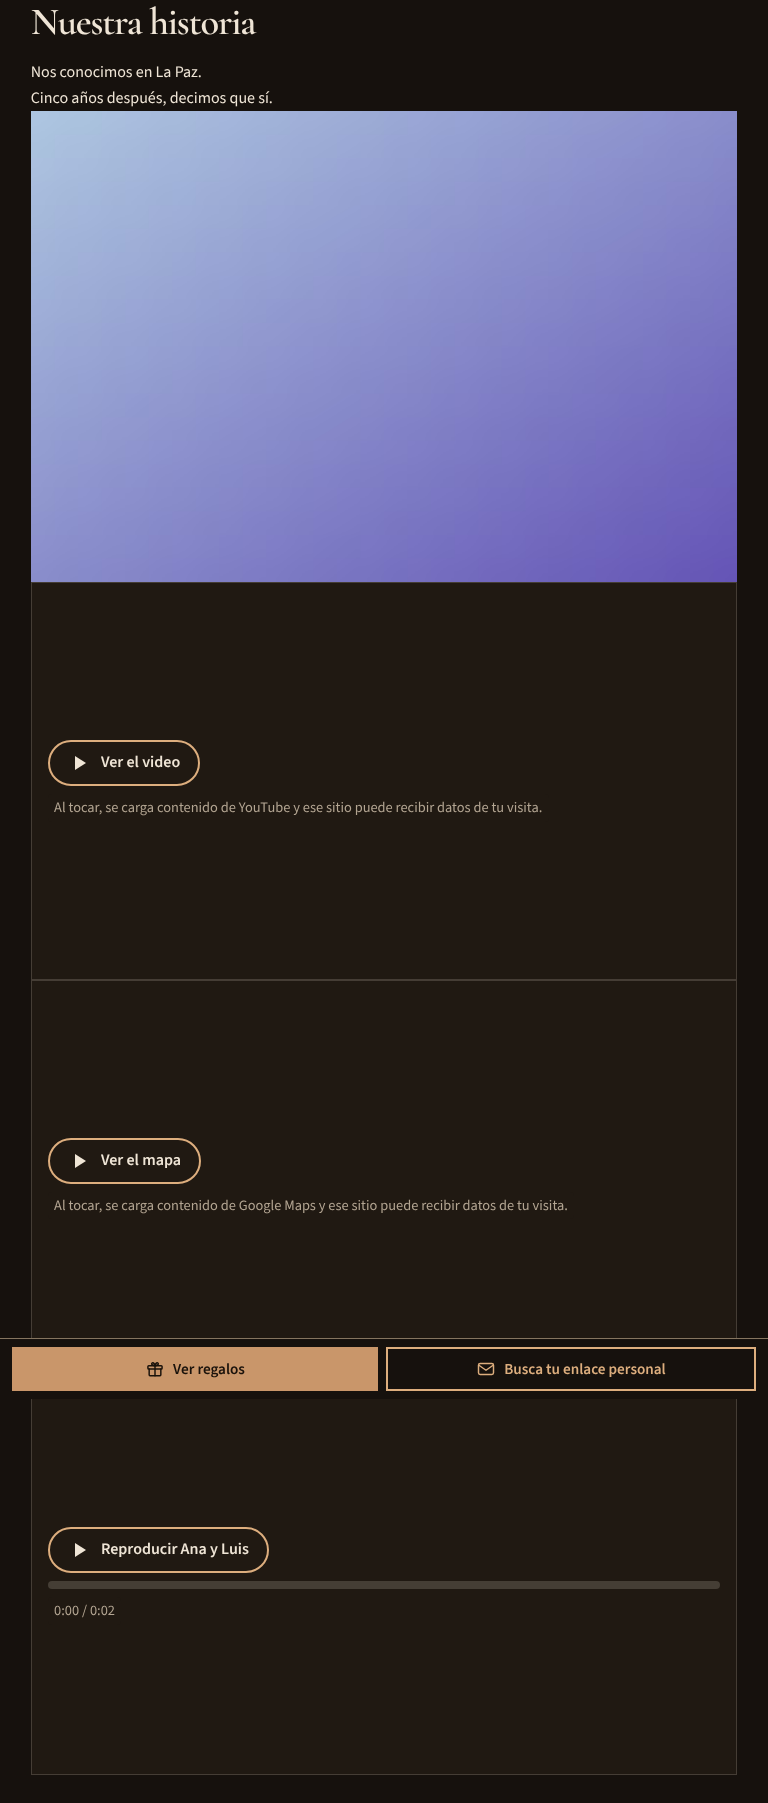 Nuestra historia
Nos conocimos en La Paz.
Cinco años después, decimos que sí.
Ver el video
Al tocar, se carga contenido de YouTube y ese sitio puede recibir datos de tu visita.
Ver el mapa
Al tocar, se carga contenido de Google Maps y ese sitio puede recibir datos de tu visita.
Ver regalos
Busca tu enlace personal
Reproducir Ana y Luis
0:00 / 0:02